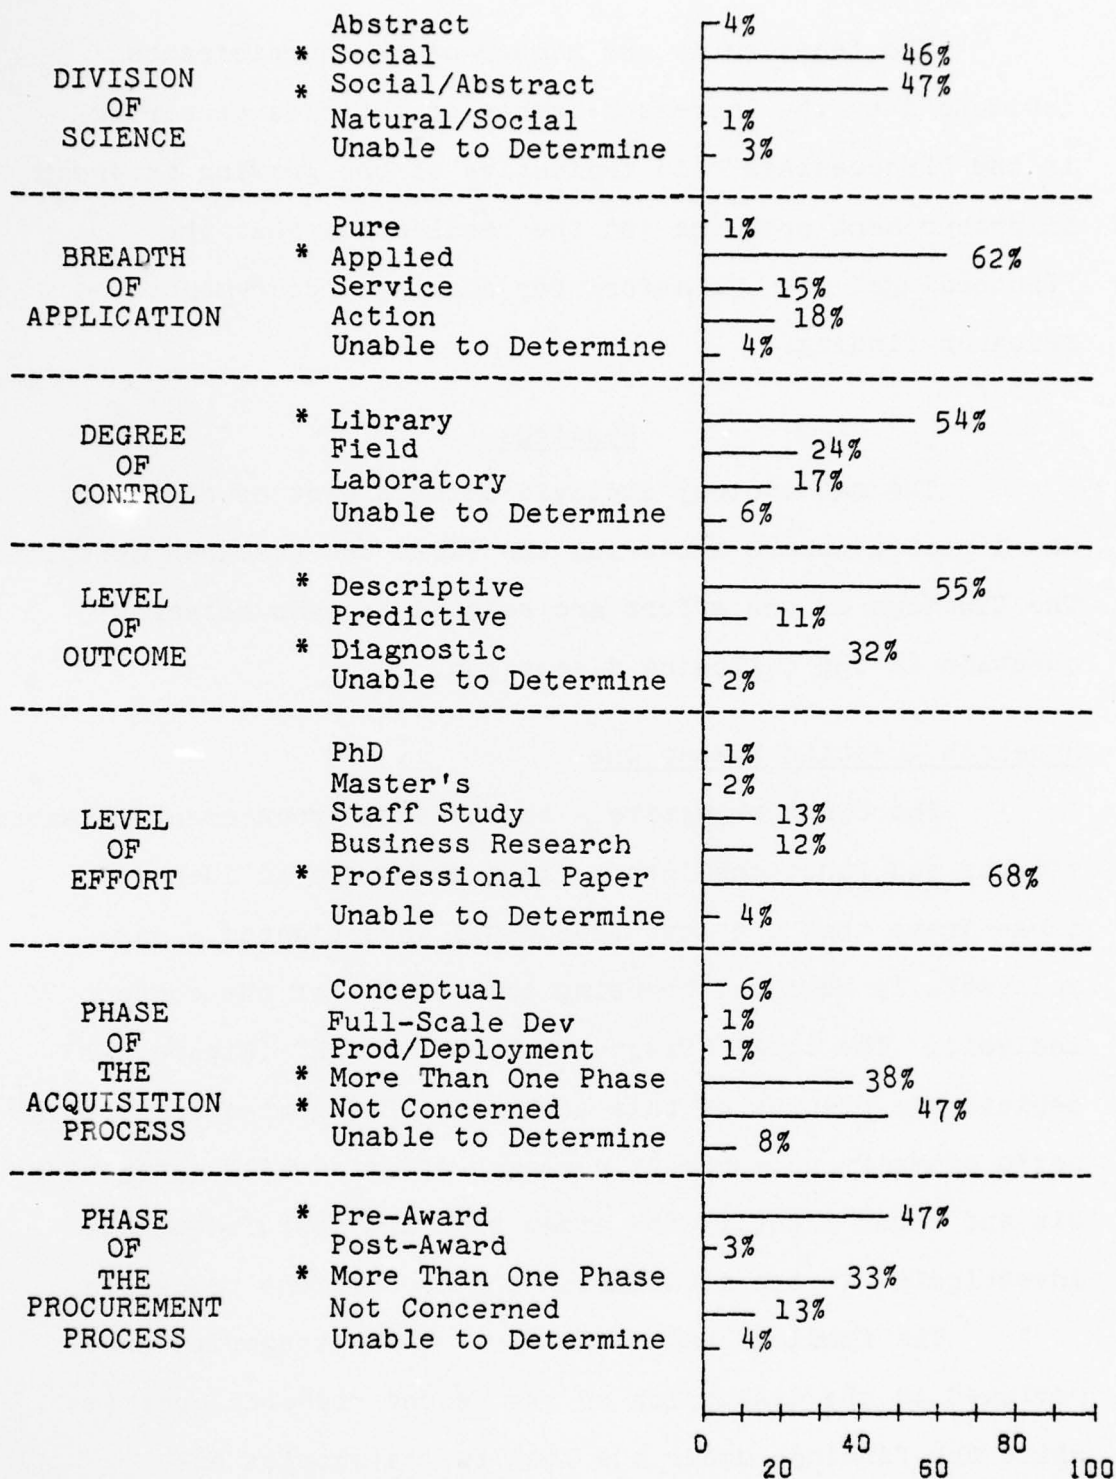 Abstract 4%
* Social 46%
* Social/Abstract 47%
Natural/Social 1%
Unable to Determine 3%
DIVISION
OF
SCIENCE
Pure 1%
* Applied 62%
Service 15%
Action 18%
Unable to Determine 4%
BREADTH
OF
APPLICATION
* Library 54%
Field 24%
Laboratory 17%
Unable to Determine 6%
DEGREE
OF
CONTROL
* Descriptive 55%
Predictive 11%
* Diagnostic 32%
Unable to Determine 2%
LEVEL
OF
OUTCOME
PhD 1%
Master's 2%
Staff Study 13%
Business Research 12%
* Professional Paper 68%
Unable to Determine 4%
LEVEL
OF
EFFORT
Conceptual 6%
Full-Scale Dev 1%
Prod/Deployment 1%
* More Than One Phase 38%
* Not Concerned 47%
Unable to Determine 8%
PHASE
OF
THE
ACQUISITION
PROCESS
* Pre-Award 47%
Post-Award 3%
* More Than One Phase 33%
Not Concerned 13%
Unable to Determine 4%
PHASE
OF
THE
PROCUREMENT
PROCESS
0 40 80
20 60 100